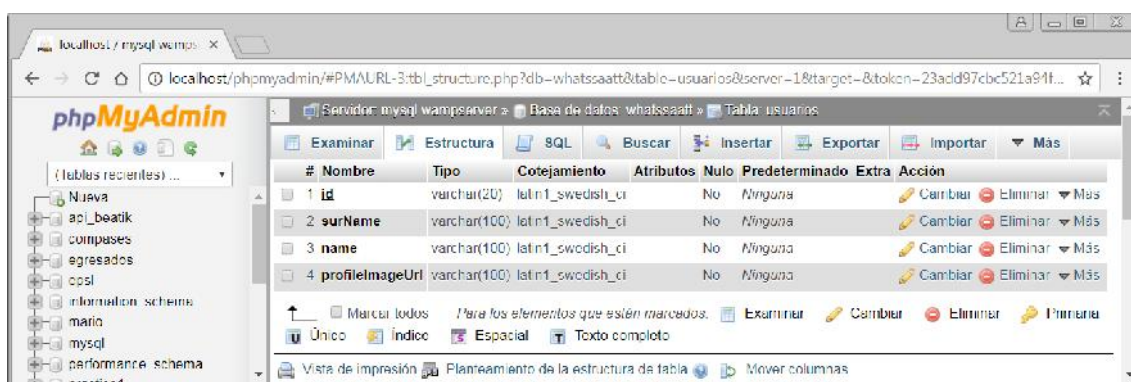 localhost / mysql wamps
localhost/phpmyadmin/#PMAURL-3:tbl_structure.php?db=whatssaatt&table=usuarios&server=1&target=&token=23add97cbc521a94f...
phpMyAdmin
(Tablas recientes) ...
Nueva
api_beatik
compases
egresados
information_schema
mario
mysql
performance_schema
Servidor: mysql wampserver » Base de datos: whatssaatt » Tabla: usuarios
Examinar Estructura SQL Buscar Insertar Exportar Importar Más
# Nombre Tipo Cotejamiento Atributos Nulo Predeterminado Extra Acción
1 id varchar(20) latin1_swedish_ci No Ninguna Cambiar Eliminar Más
2 surName varchar(100) latin1_swedish_ci No Ninguna Cambiar Eliminar Más
3 name varchar(100) latin1_swedish_ci No Ninguna Cambiar Eliminar Más
4 profileImageUrl varchar(100) latin1_swedish_ci No Ninguna Cambiar Eliminar Más
Marcar todos Para los elementos que están marcados: Examinar Cambiar Eliminar Primaria
Único Índice Espacial Texto completo
Vista de impresión Planteamiento de la estructura de tabla Mover columnas